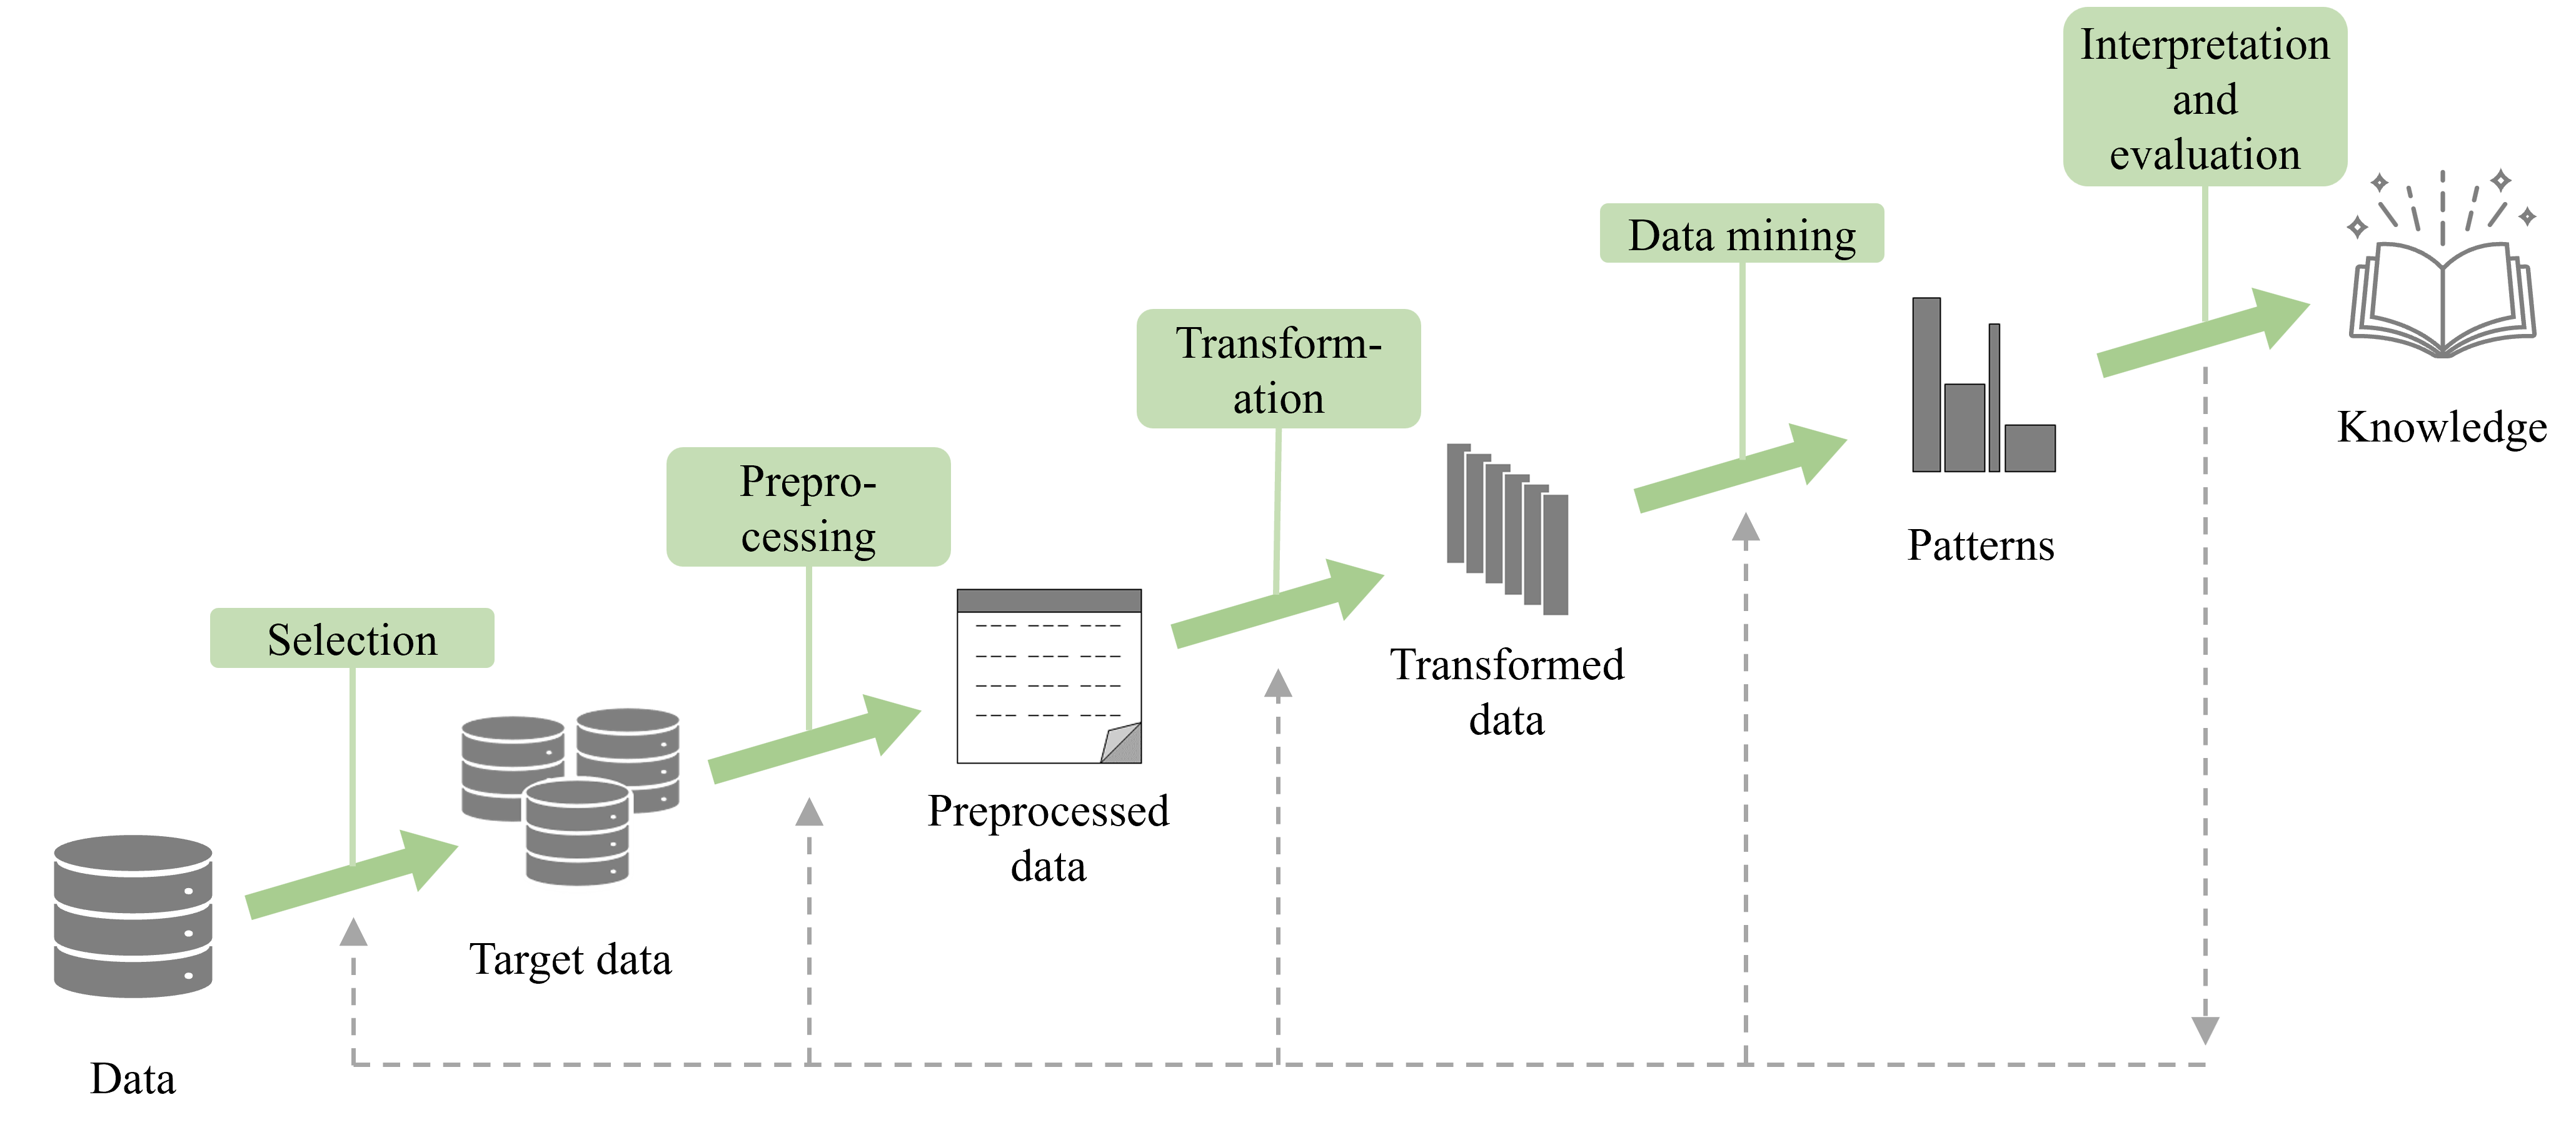 Interpretation
and
evaluation
Data mining
Transform-
ation
Knowledge
Prepro-
cessing
Patterns
Selection
Transformed
data
Preprocessed
data
Target data
Data